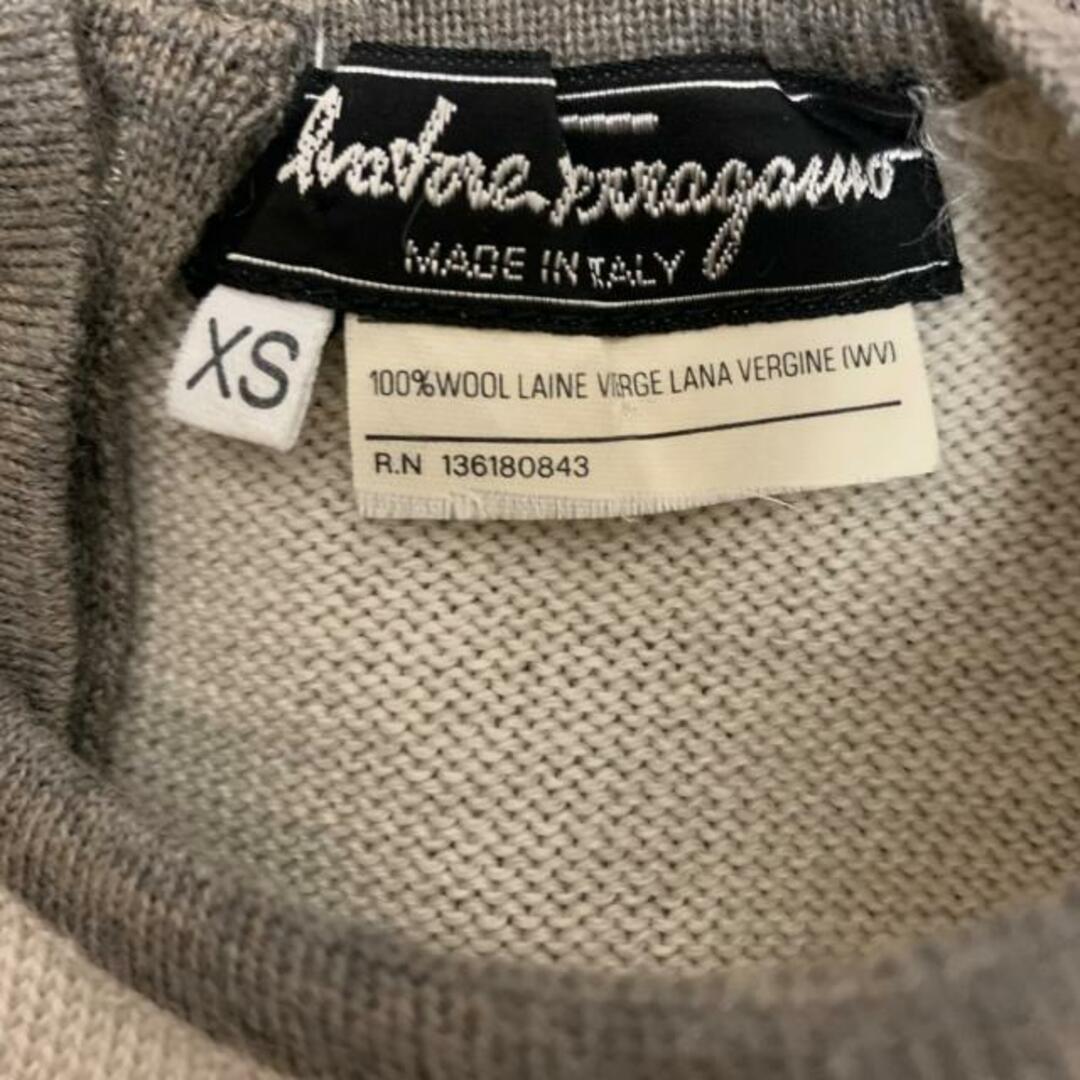 Salvatore Ferragamo
MADE IN ITALY
XS
100%WOOL LAINE VIERGE LANA VERGINE (WV)
R.N 136180843